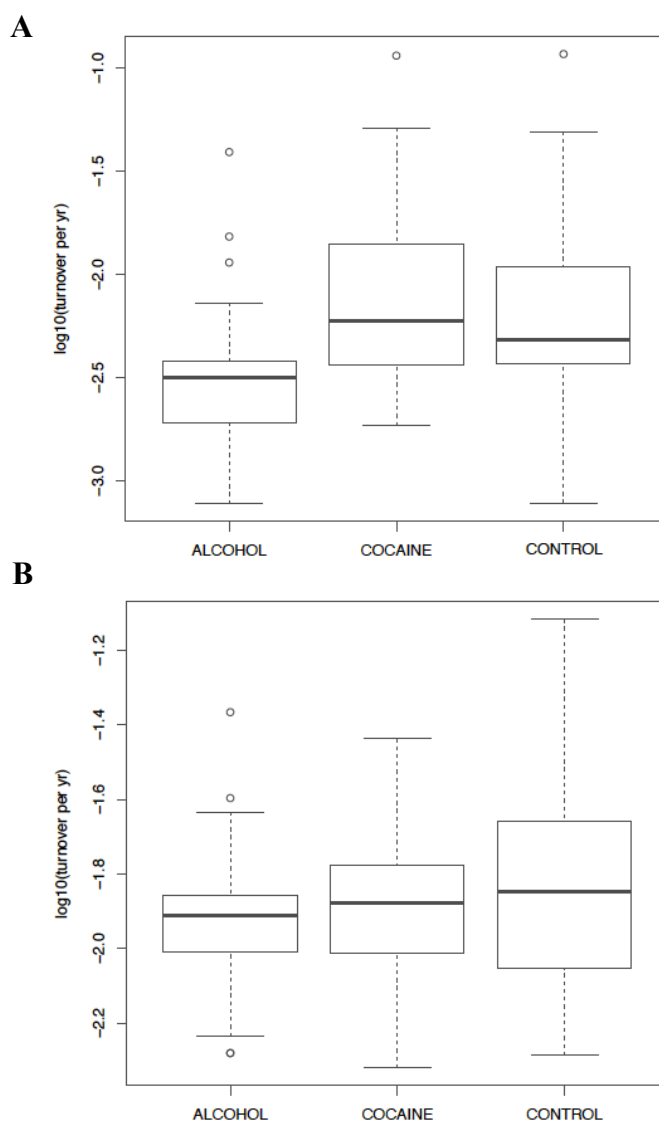 A
log10(turnover per yr)
-1.0
-1.5
-2.0
-2.5
-3.0
ALCOHOL COCAINE CONTROL
B
log10(turnover per yr)
-1.2
-1.4
-1.6
-1.8
-2.0
-2.2
ALCOHOL COCAINE CONTROL